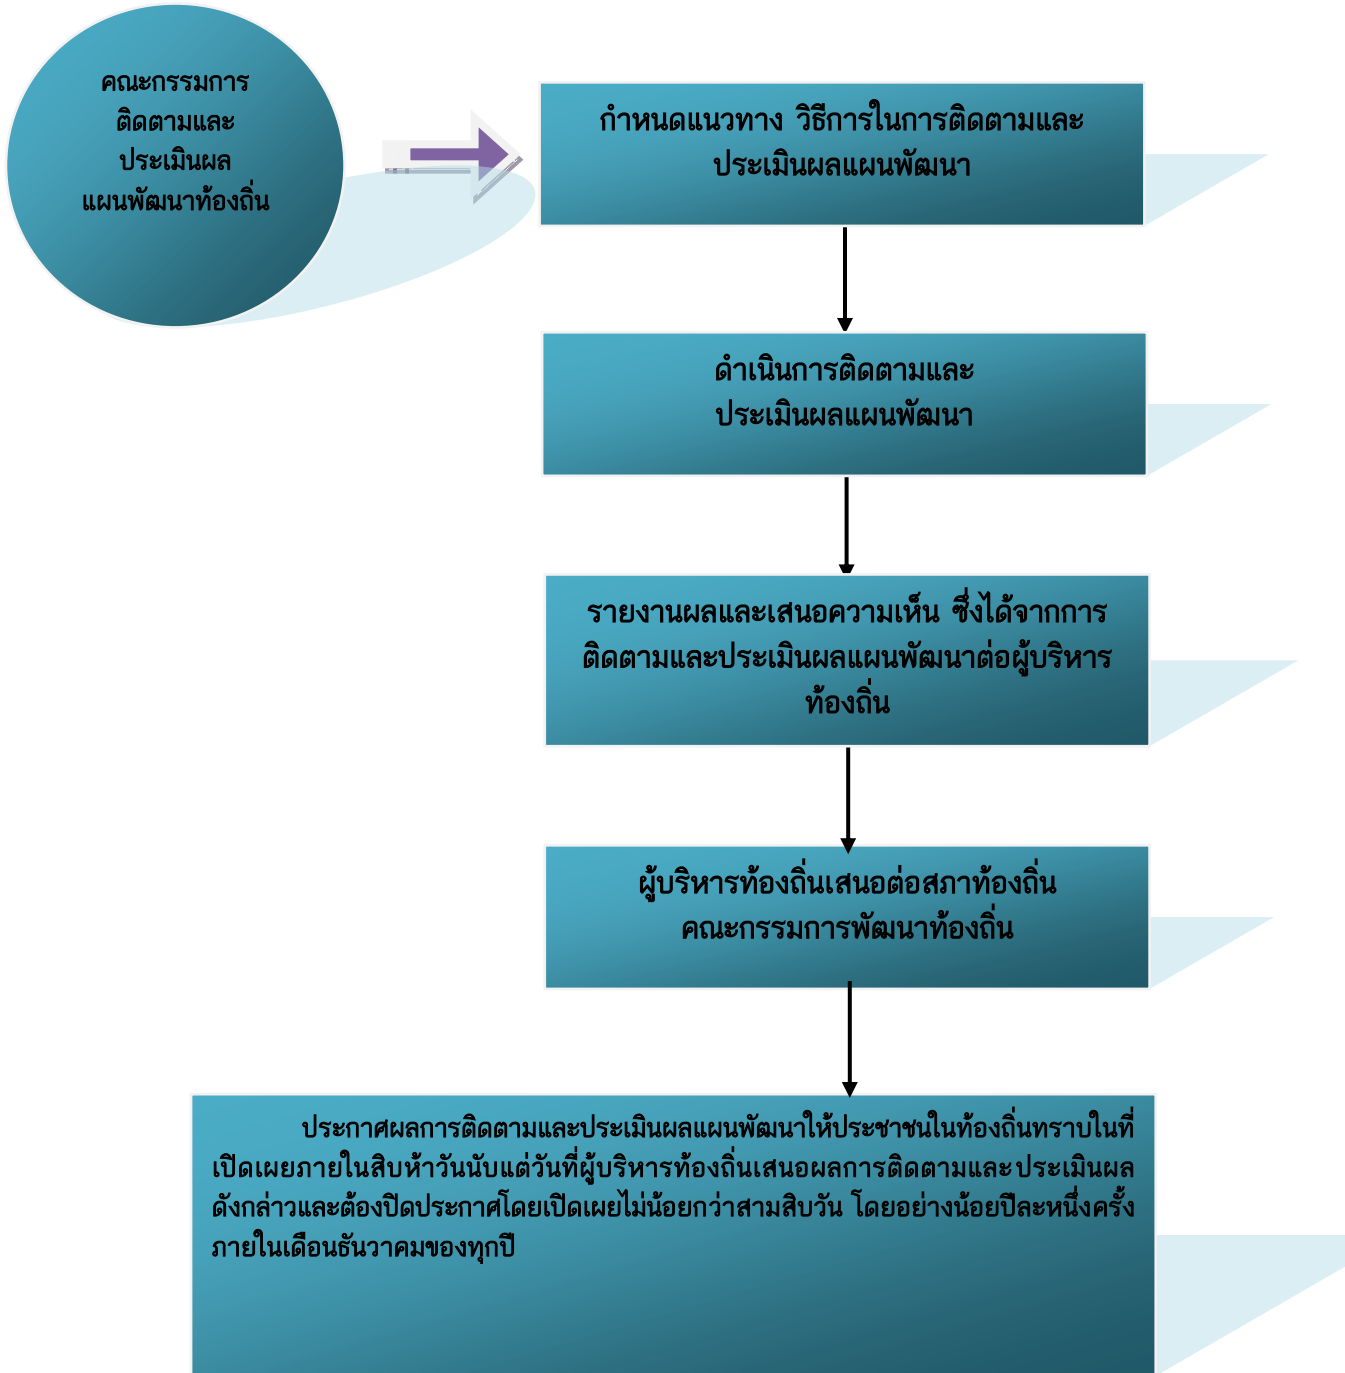 คณะกรรมการ
ติดตามและ
ประเมินผล
แผนพัฒนาท้องถิ่น
กำหนดแนวทาง วิธีการในการติดตามและ
ประเมินผลแผนพัฒนา
ดำเนินการติดตามและ
ประเมินผลแผนพัฒนา
รายงานผลและเสนอความเห็น ซึ่งได้จากการ
ติดตามและประเมินผลแผนพัฒนาต่อผู้บริหาร
ท้องถิ่น
ผู้บริหารท้องถิ่นเสนอต่อสภาท้องถิ่น
คณะกรรมการพัฒนาท้องถิ่น
ประกาศผลการติดตามและประเมินผลแผนพัฒนาให้ประชาชนในท้องถิ่นทราบในที่
เปิดเผยภายในสิบห้าวันนับแต่วันที่ผู้บริหารท้องถิ่นเสนอผลการติดตามและประเมินผล
ดังกล่าวและต้องปิดประกาศโดยเปิดเผยไม่น้อยกว่าสามสิบวัน โดยอย่างน้อยปีละหนึ่งครั้ง
ภายในเดือนธันวาคมของทุกปี